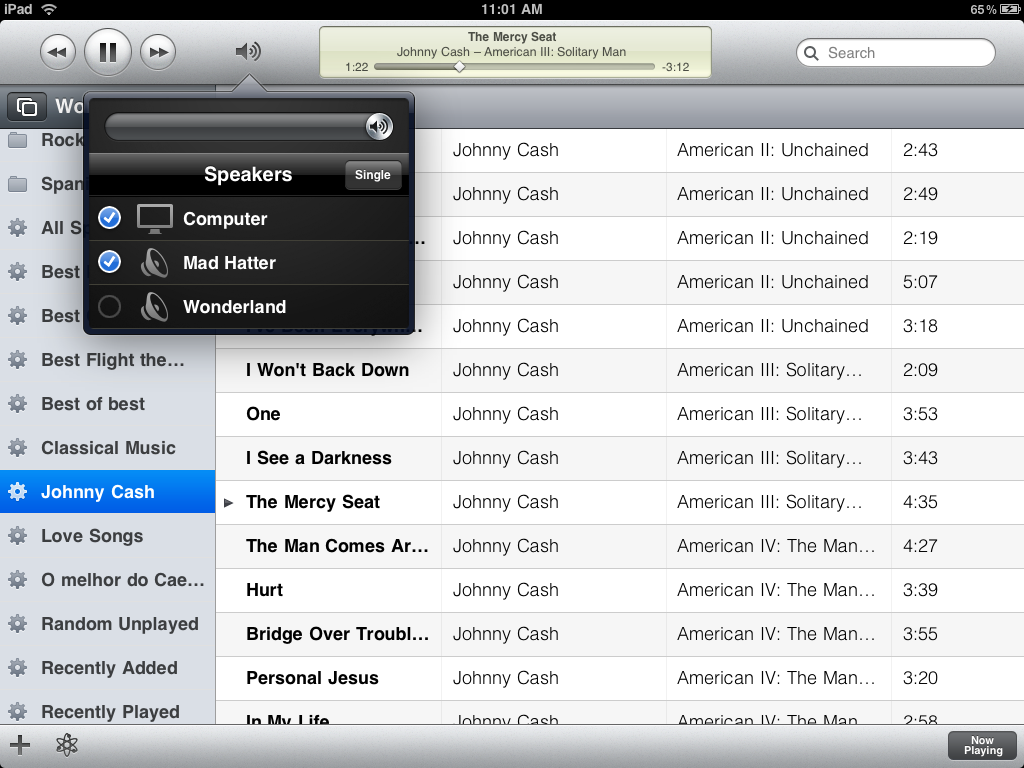 iPad 11:01 AM 65%
The Mercy Seat
Johnny Cash – American III: Solitary Man
1:22 -3:12
Search
Speakers
Single
Computer
Mad Hatter
Wonderland
Rock
All
Best
Best
Best Flight the...
Best of best
Classical Music
Johnny Cash
Love Songs
O melhor do Cae...
Random Unplayed
Recently Added
Recently Played
Johnny Cash American II: Unchained 2:43
Johnny Cash American II: Unchained 2:49
... Johnny Cash American II: Unchained 2:19
Johnny Cash American II: Unchained 5:07
Johnny Cash American II: Unchained 3:18
I Won't Back Down Johnny Cash American III: Solitary... 2:09
One Johnny Cash American III: Solitary... 3:53
I See a Darkness Johnny Cash American III: Solitary... 3:43
The Mercy Seat Johnny Cash American III: Solitary... 4:35
The Man Comes Ar... Johnny Cash American IV: The Man... 4:27
Hurt Johnny Cash American IV: The Man... 3:39
Bridge Over Troubl... Johnny Cash American IV: The Man... 3:55
Personal Jesus Johnny Cash American IV: The Man... 3:20
In My Life Johnny Cash American IV: The Man... 2:58
Now
Playing